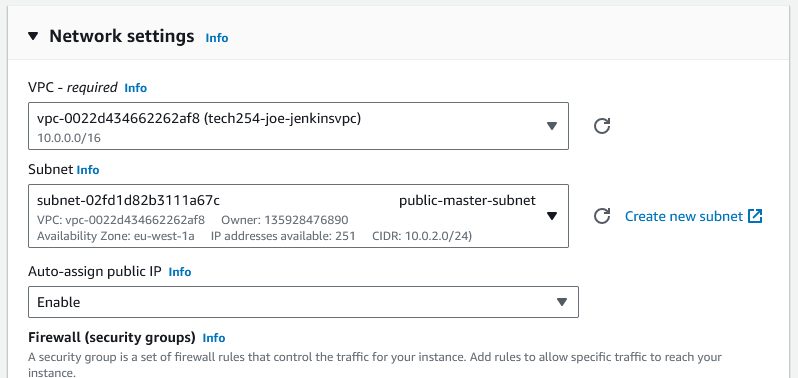 Network settings Info
VPC - required Info
vpc-0022d434662262af8 (tech254-joe-jenkinsvpc)
10.0.0.0/16
Subnet Info
subnet-02fd1d82b3111a67c public-master-subnet
VPC: vpc-0022d434662262af8 Owner: 135928476890
Availability Zone: eu-west-1a IP addresses available: 251 CIDR: 10.0.2.0/24)
Create new subnet
Auto-assign public IP Info
Enable
Firewall (security groups) Info
A security group is a set of firewall rules that control the traffic for your instance. Add rules to allow specific traffic to reach your
instance.